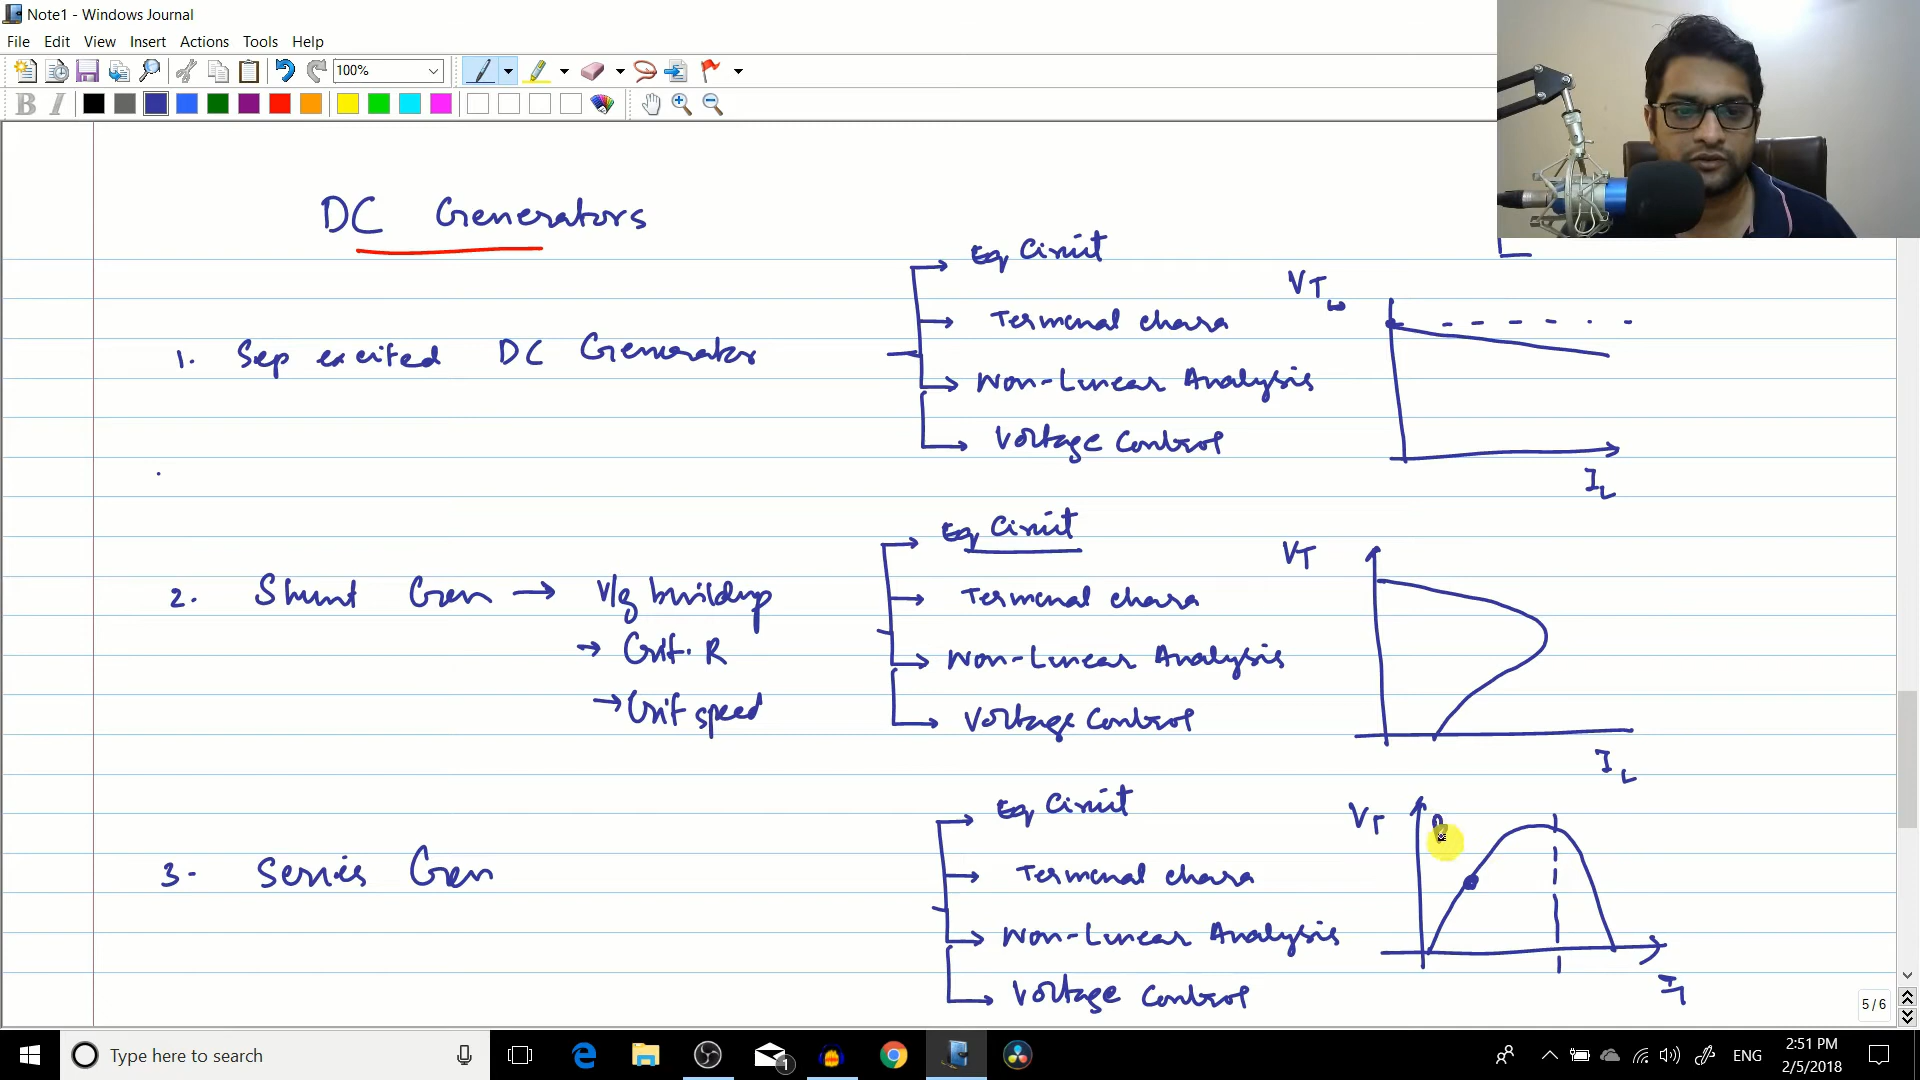 Note1 - Windows Journal
File Edit View Insert Actions Tools Help
100%
B I
DC Generators
1. Sep excited DC Generator
Eq Circuit
Termenal chara
Non-Linear Analysis
Voltage Control
VT
IL
2. Shunt Gen → V/g buildup
→ Crit. R
→ Crit speed
Eq Circuit
Termenal chara
Non-Linear Analysis
Voltage Control
VT
IL
3. Series Gen
Eq Circuit
Termenal chara
Non-Linear Analysis
Voltage Control
VT
5/6
Type here to search
1
ENG
2:51 PM
2/5/2018